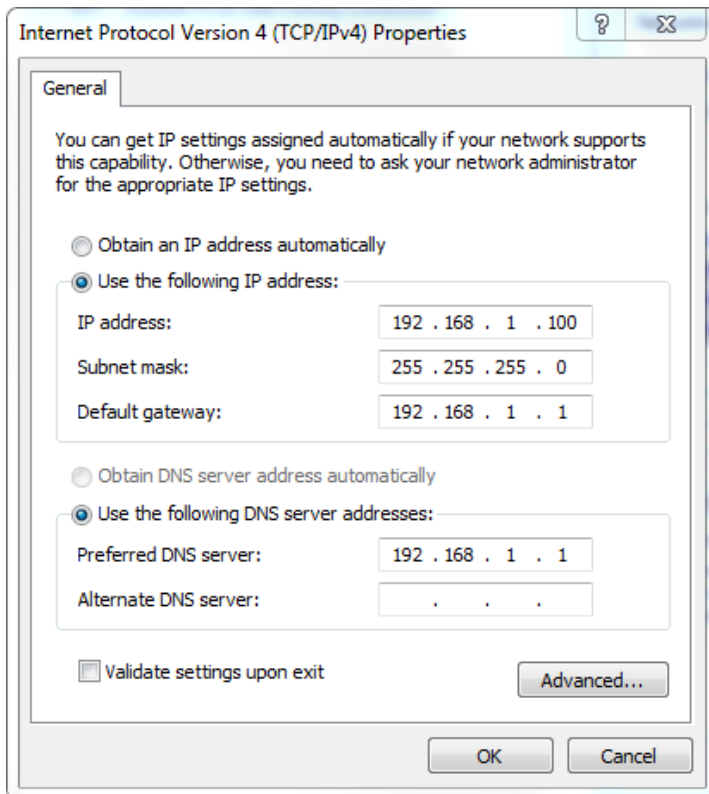 Internet Protocol Version 4 (TCP/IPv4) Properties
General
You can get IP settings assigned automatically if your network supports
this capability. Otherwise, you need to ask your network administrator
for the appropriate IP settings.
Obtain an IP address automatically
Use the following IP address:
IP address: 192 . 168 . 1 . 100
Subnet mask: 255 . 255 . 255 . 0
Default gateway: 192 . 168 . 1 . 1
Obtain DNS server address automatically
Use the following DNS server addresses:
Preferred DNS server: 192 . 168 . 1 . 1
Alternate DNS server: . . .
Validate settings upon exit
Advanced...
OK Cancel